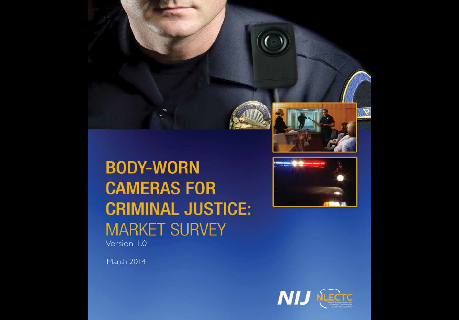 BODY-WORN
CAMERAS FOR
CRIMINAL JUSTICE:
MARKET SURVEY
Version 1.0
March 2014
NIJ NLECTC